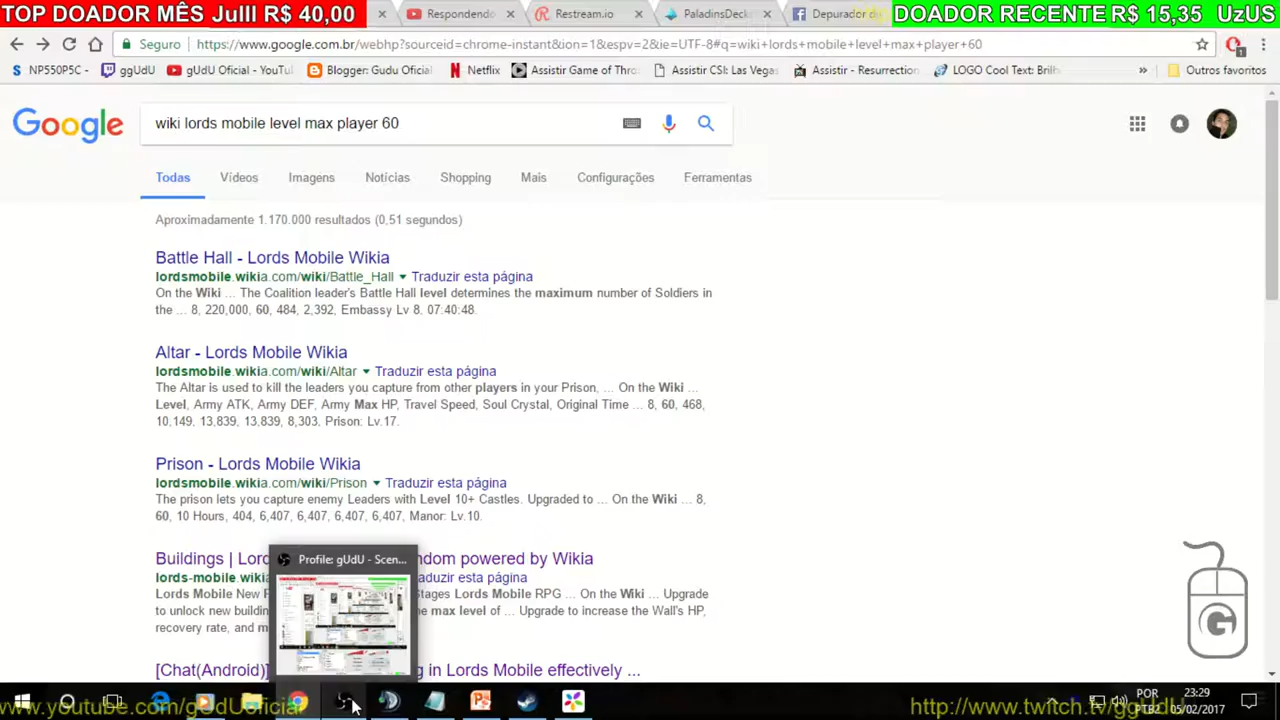 TOP DOADOR MÊS JulII R$ 40,00
Respondendo
Restream.io
PaladinsDeck
Depurador
DOADOR RECENTE R$ 15,35 UzUS
Seguro
https://www.google.com.br/webhp?sourceid=chrome-instant&ion=1&espv=2&ie=UTF-8#q=wiki+lords+mobile+level+max+player+60
NP550P5C -
ggUdU
gUdU Oficial - YouTu
Blogger: Gudu Oficial
Netflix
Assistir Game of Thro
Assistir CSI: Las Vegas
Assistir - Resurrection
LOGO Cool Text: Brilh
»
Outros favoritos
Google
wiki lords mobile level max player 60
Todas
Vídeos
Imagens
Notícias
Shopping
Mais
Configurações
Ferramentas
Aproximadamente 1.170.000 resultados (0,51 segundos)
Battle Hall - Lords Mobile Wikia
lordsmobile.wikia.com/wiki/Battle_Hall
Traduzir esta página
On the Wiki ... The Coalition leader's Battle Hall level determines the maximum number of Soldiers in
the ... 8, 220,000, 60, 484, 2,392, Embassy Lv 8, 07:40:48.
Altar - Lords Mobile Wikia
lordsmobile.wikia.com/wiki/Altar
Traduzir esta página
The Altar is used to kill the leaders you capture from other players in your Prison, ... On the Wiki ...
Level, Army ATK, Army DEF, Army Max HP, Travel Speed, Soul Crystal, Original Time ... 8, 60, 468,
10,149, 13,839, 13,839, 8,303, Prison: Lv.17.
Prison - Lords Mobile Wikia
lordsmobile.wikia.com/wiki/Prison
Traduzir esta página
The prison lets you capture enemy Leaders with Level 10+ Castles. Upgraded to ... On the Wiki ... 8,
60, 10 Hours, 404, 6,407, 6,407, 6,407, 6,407, Manor: Lv.10.
Buildings | Lor
ndom powered by Wikia
Profile: gUdU - Scen...
lords-mobile.wikia
aduzir esta página
Lords Mobile New F
Stages Lords Mobile RPG ... On the Wiki ... Upgrade
to unlock new buildin
he max level of ... Upgrade to increase the Wall's HP,
recovery rate, and m
[Chat(Android)]
g in Lords Mobile effectively ...
www.youtube.com/gUdUoficial
http://www.twitch.tv/ggudu
POR
PTB2
23:29
05/02/2017